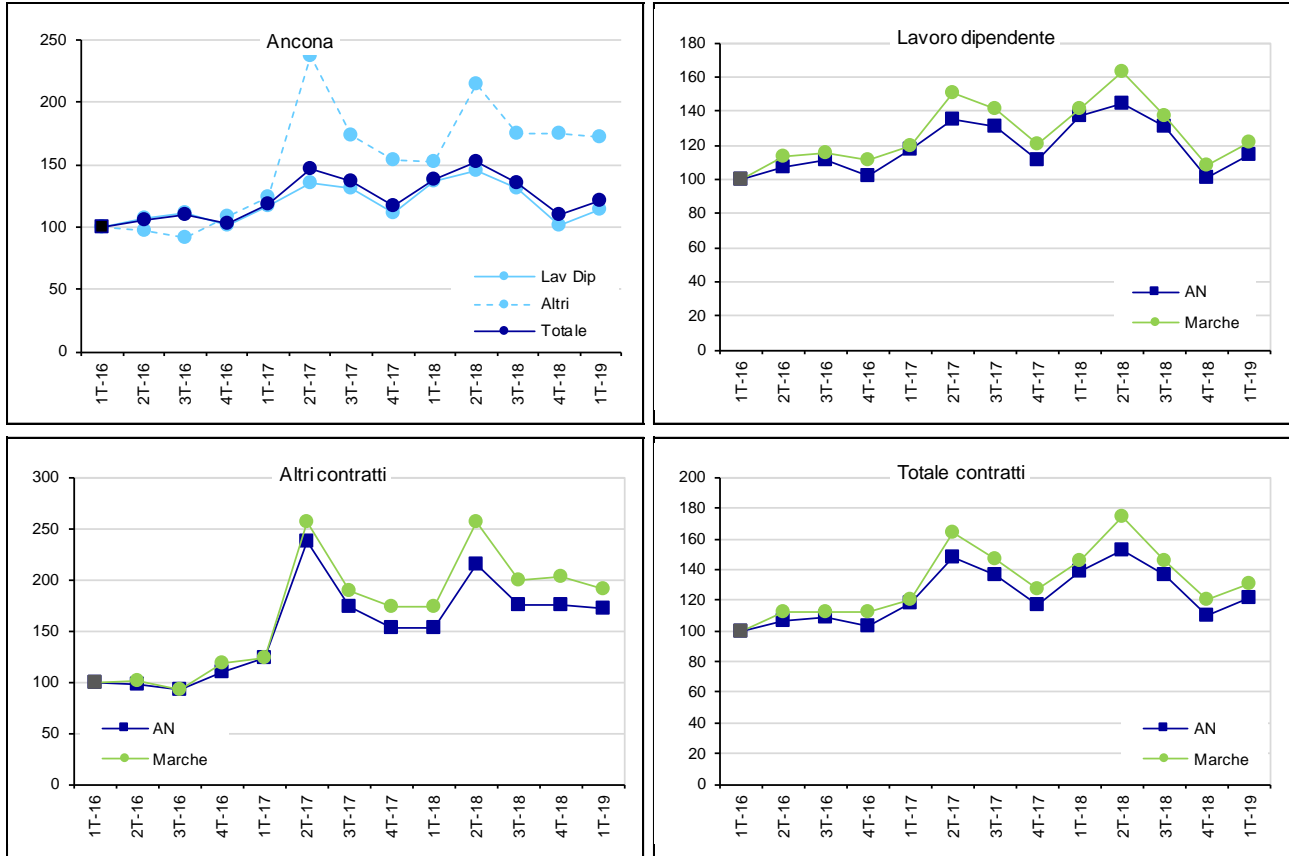 Ancona
250
200
150
100
50
0
Lav Dip
Altri
Totale
1T-16
2T-16
3T-16
4T-16
1T-17
2T-17
3T-17
4T-17
1T-18
2T-18
3T-18
4T-18
1T-19
Lavoro dipendente
180
160
140
120
100
80
60
40
20
0
AN
Marche
1T-16
2T-16
3T-16
4T-16
1T-17
2T-17
3T-17
4T-17
1T-18
2T-18
3T-18
4T-18
1T-19
Altri contratti
300
250
200
150
100
50
0
AN
Marche
1T-16
2T-16
3T-16
4T-16
1T-17
2T-17
3T-17
4T-17
1T-18
2T-18
3T-18
4T-18
1T-19
Totale contratti
200
180
160
140
120
100
80
60
40
20
0
AN
Marche
1T-16
2T-16
3T-16
4T-16
1T-17
2T-17
3T-17
4T-17
1T-18
2T-18
3T-18
4T-18
1T-19